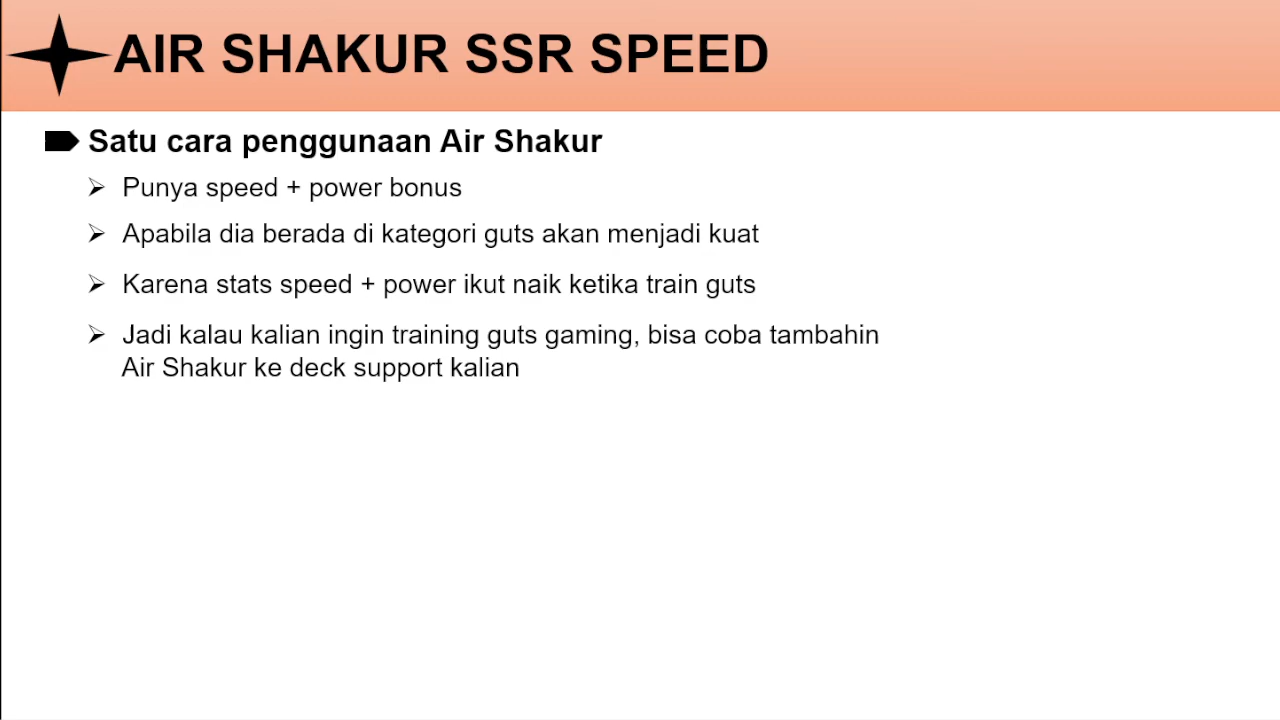 AIR SHAKUR SSR SPEED
Satu cara penggunaan Air Shakur
Punya speed + power bonus
Apabila dia berada di kategori guts akan menjadi kuat
Karena stats speed + power ikut naik ketika train guts
Jadi kalau kalian ingin training guts gaming, bisa coba tambahin
Air Shakur ke deck support kalian